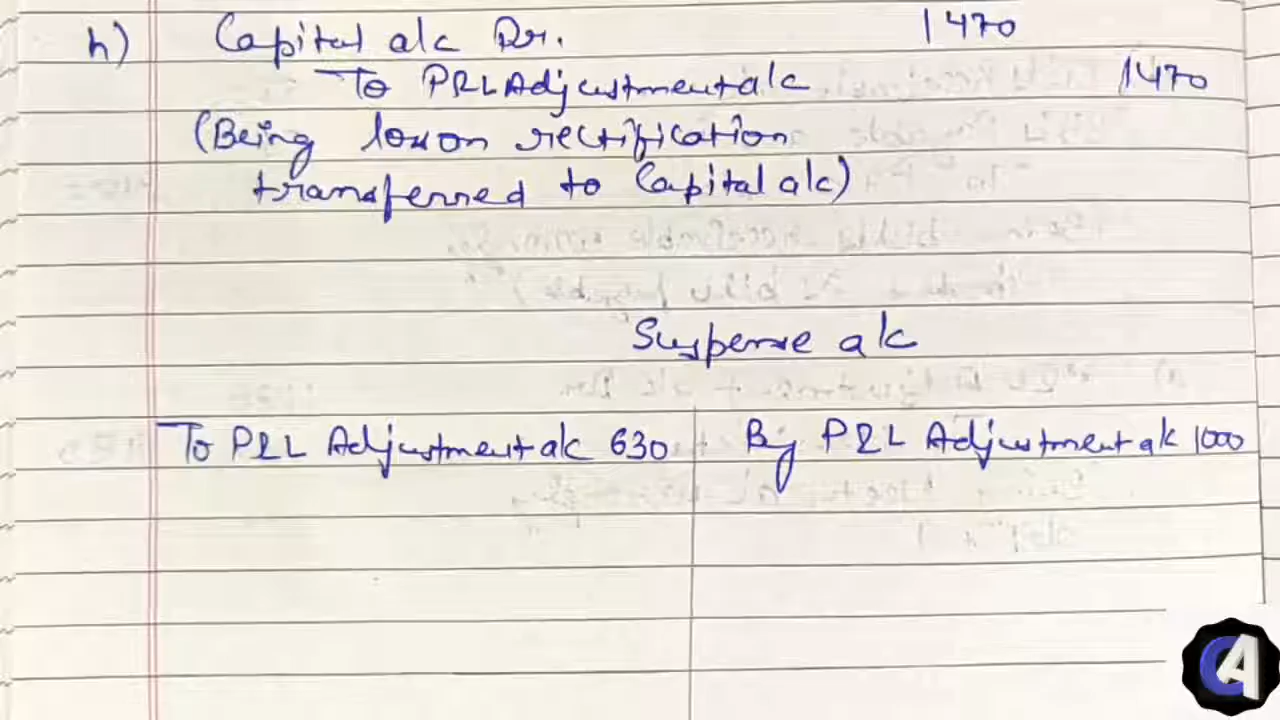 h) Capital a/c Dr. 1470
To P&L Adjustment a/c 1470
(Being loss on rectification
transferred to Capital a/c)
Suspense a/c
To P&L Adjustment a/c 630 By P&L Adjustment a/c 1000
CA